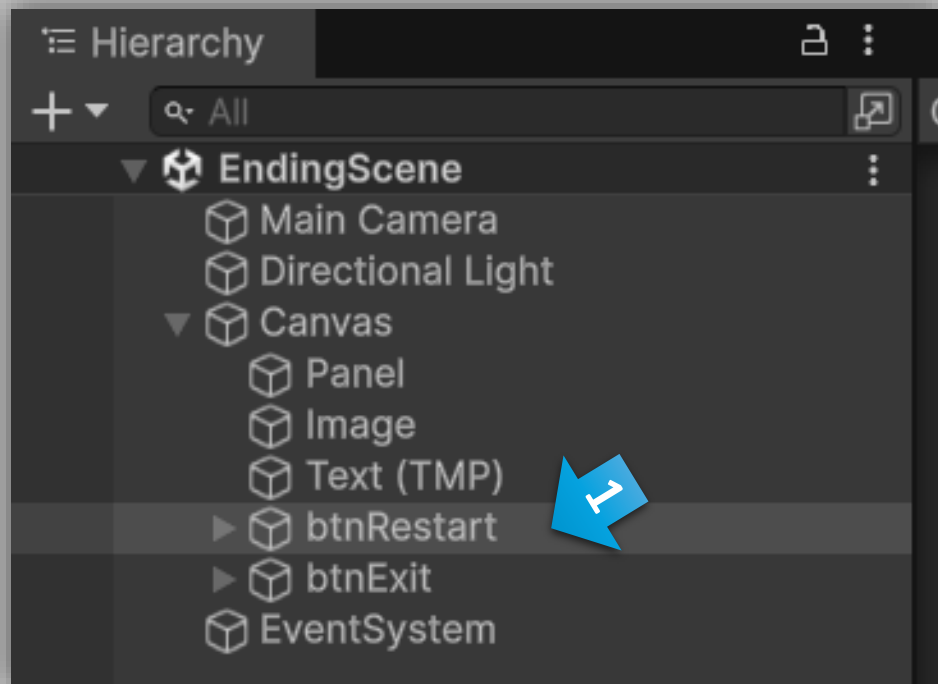 Hierarchy
All
EndingScene
Main Camera
Directional Light
Canvas
Panel
Image
Text (TMP)
btnRestart
1
btnExit
EventSystem